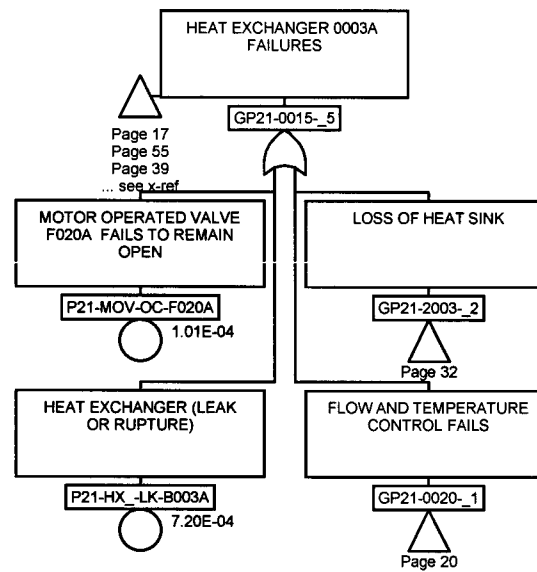 HEAT EXCHANGER 0003A
FAILURES
GP21-0015-_5
Page 17
Page 55
Page 39
... see x-ref
MOTOR OPERATED VALVE
F020A FAILS TO REMAIN
OPEN
P21-MOV-OC-F020A
1.01E-04
LOSS OF HEAT SINK
GP21-2003-_2
Page 32
HEAT EXCHANGER (LEAK
OR RUPTURE)
P21-HX_-LK-B003A
7.20E-04
FLOW AND TEMPERATURE
CONTROL FAILS
GP21-0020-_1
Page 20